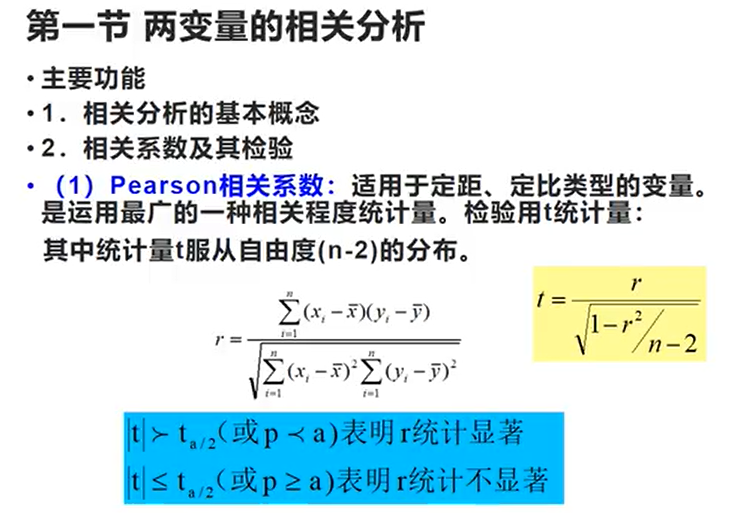 第一节 两变量的相关分析
• 主要功能
• 1．相关分析的基本概念
• 2．相关系数及其检验
• （1）Pearson相关系数：适用于定距、定比类型的变量。
是运用最广的一种相关程度统计量。检验用t统计量：
其中统计量t服从自由度(n-2)的分布。
r = \frac{\sum_{i=1}^{n}(x_i - \bar{x})(y_i - \bar{y})}{\sqrt{\sum_{i=1}^{n}(x_i - \bar{x})^2 \sum_{i=1}^{n}(y_i - \bar{y})^2}}
t = \frac{r}{\sqrt{1-r^2 / n-2}}
|t| ≻ t_{a/2}(或p ≺ a)表明r统计显著
|t| ≤ t_{a/2}(或p ≥ a)表明r统计不显著